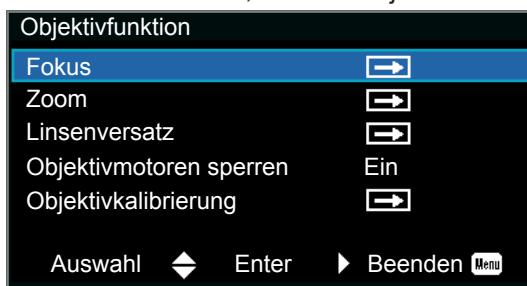 Objektivfunktion
Fokus
Zoom
Linsenversatz
Objektivmotoren sperren Ein
Objektivkalibrierung
Auswahl Enter Beenden Menu